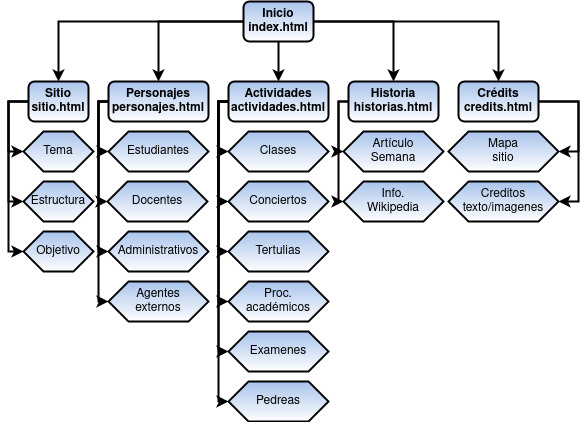 Inicio
index.html
Sitio
sitio.html
Personajes
personajes.html
Actividades
actividades.html
Historia
historias.html
Crédits
credits.html
Tema
Estructura
Objetivo
Estudiantes
Docentes
Administrativos
Agentes
externos
Clases
Conciertos
Tertulias
Proc.
académicos
Examenes
Pedreas
Artículo
Semana
Info.
Wikipedia
Mapa
sitio
Creditos
texto/imagenes